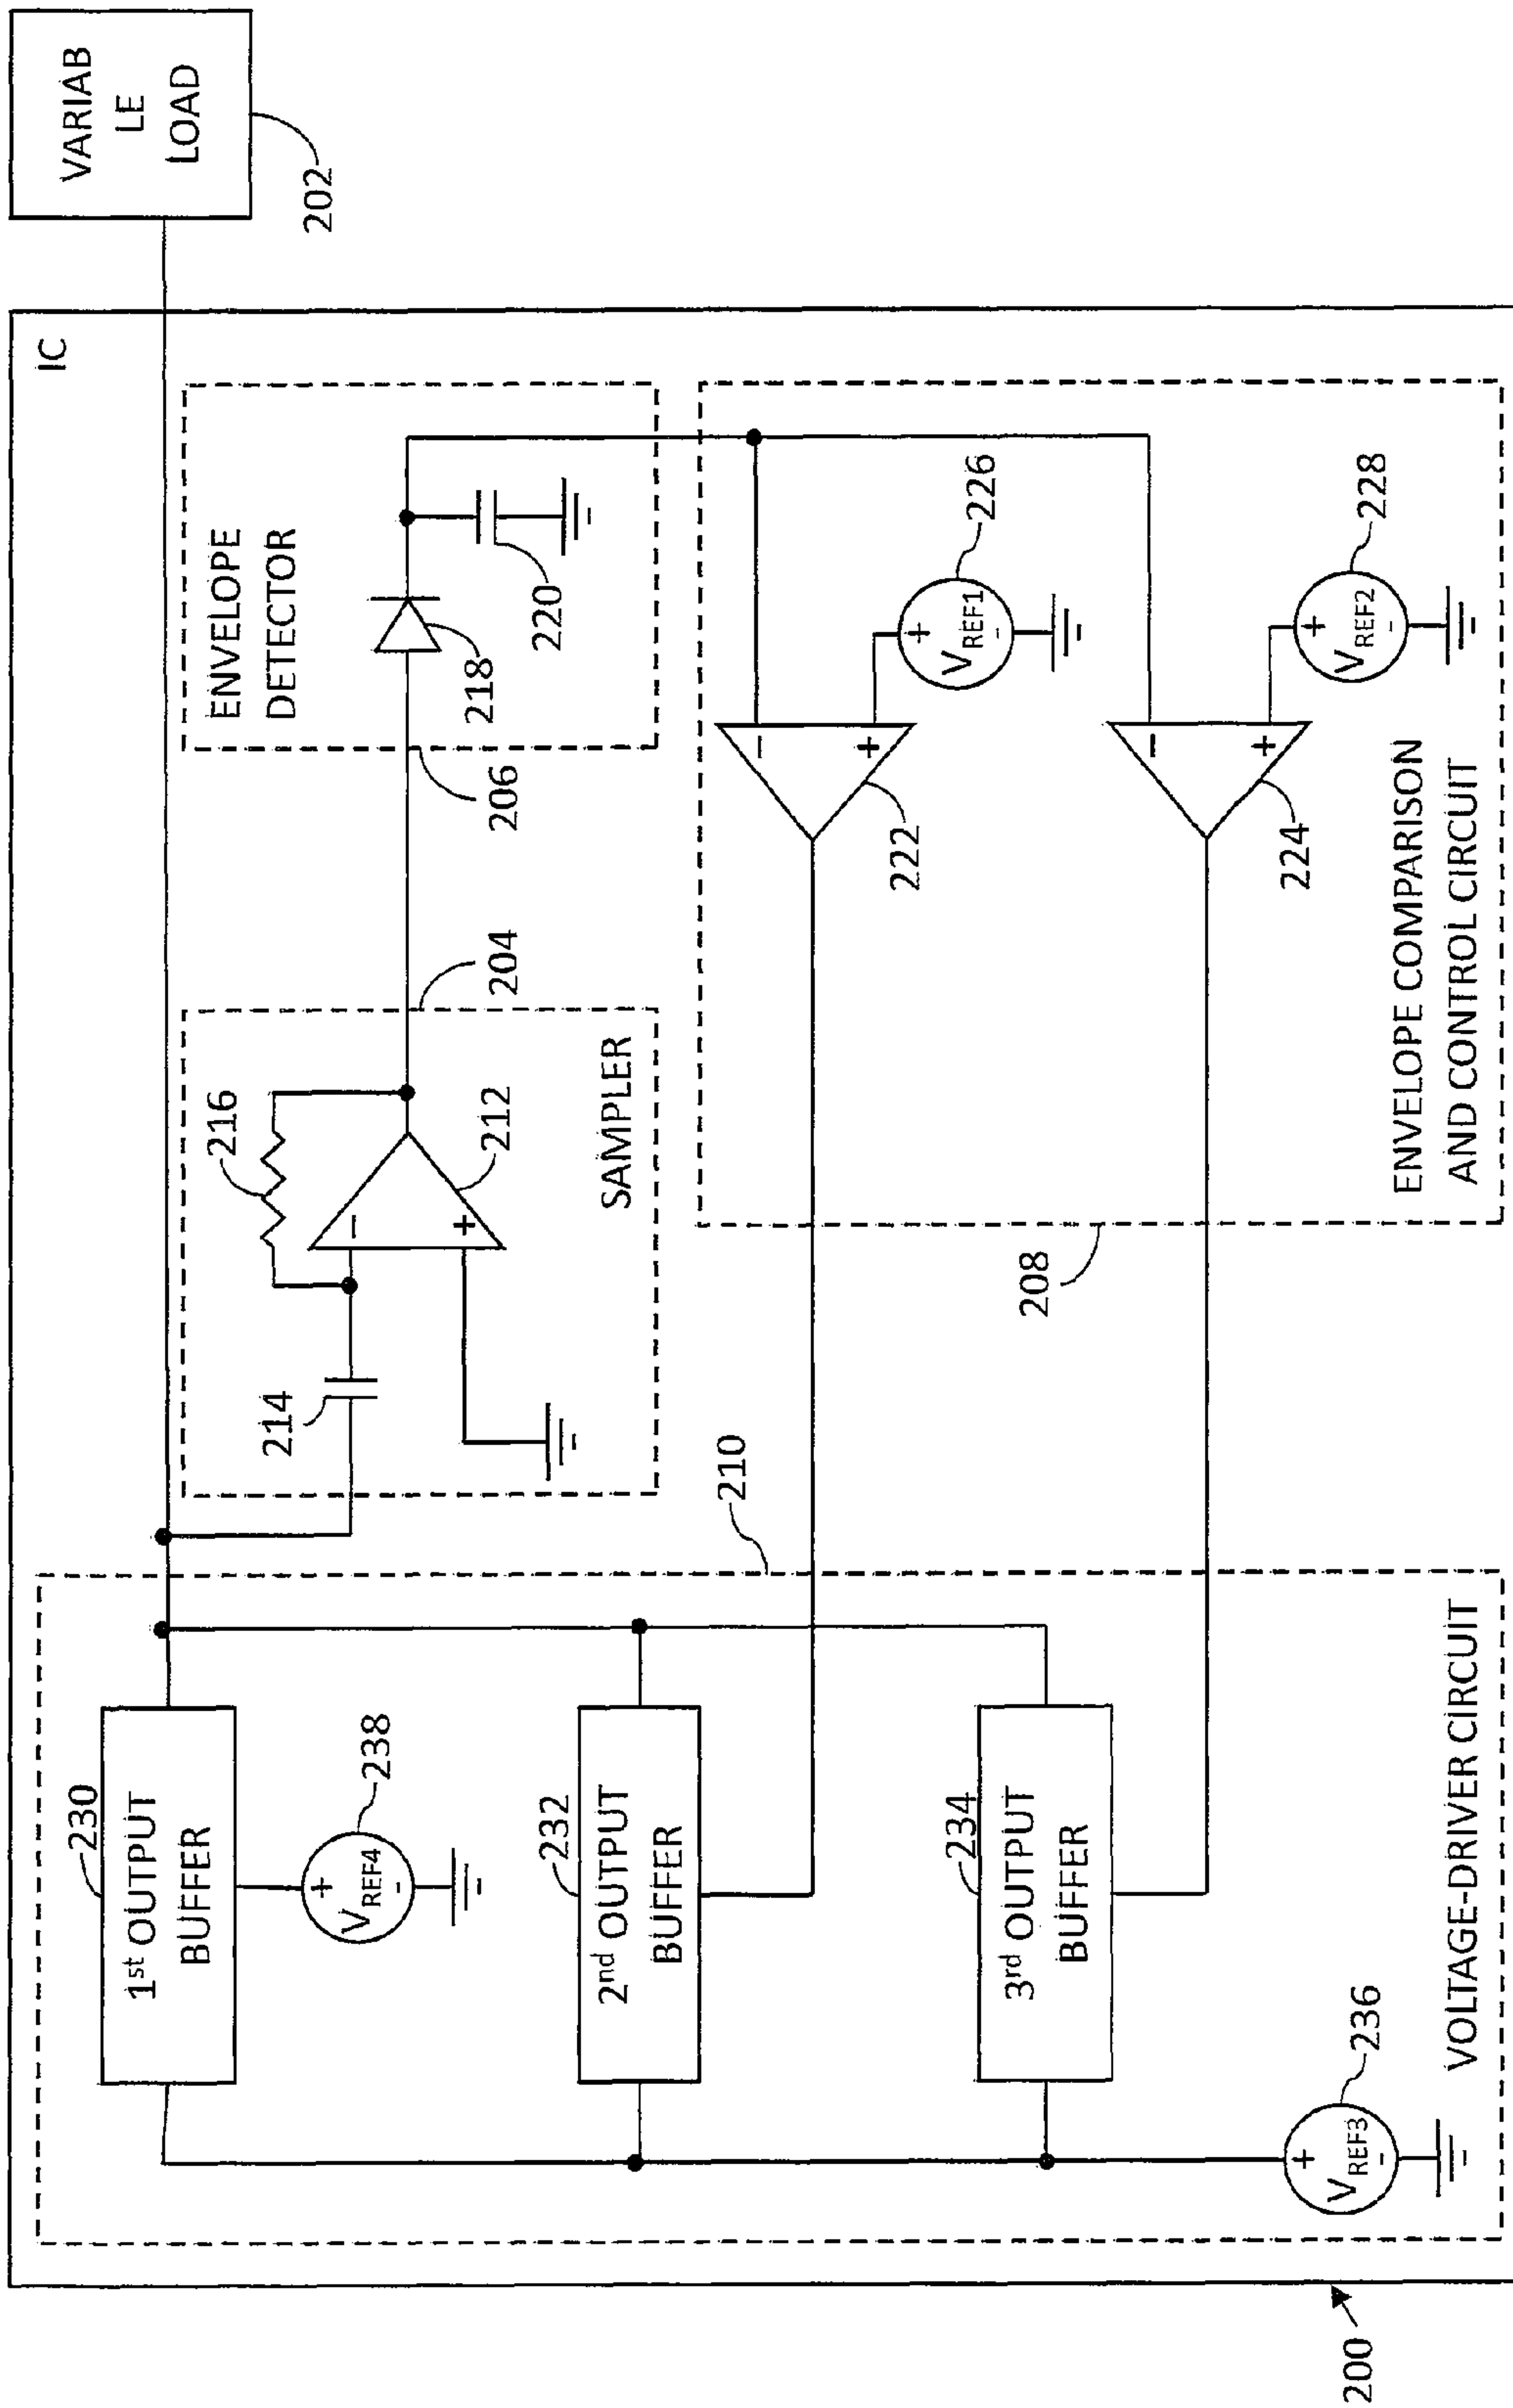 IC
VARIAB
LE
LOAD
202
VOLTAGE-DRIVER CIRCUIT
230
1st OUTPUT
BUFFER
238
+
VREF4
-
232
2nd OUTPUT
BUFFER
234
3rd OUTPUT
BUFFER
236
+
VREF3
-
210
214
216
-
+
212
SAMPLER
204
ENVELOPE
DETECTOR
218
220
206
208
222
-
+
226
+
VREF1
-
224
-
+
228
+
VREF2
-
ENVELOPE COMPARISON
AND CONTROL CIRCUIT
200